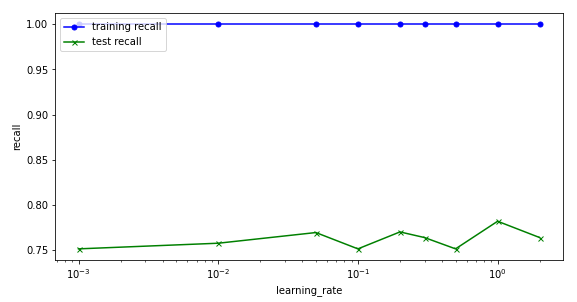 1.00
0.95
0.90
0.85
0.80
0.75
recall
training recall
test recall
10⁻³
10⁻²
10⁻¹
10⁰
learning_rate